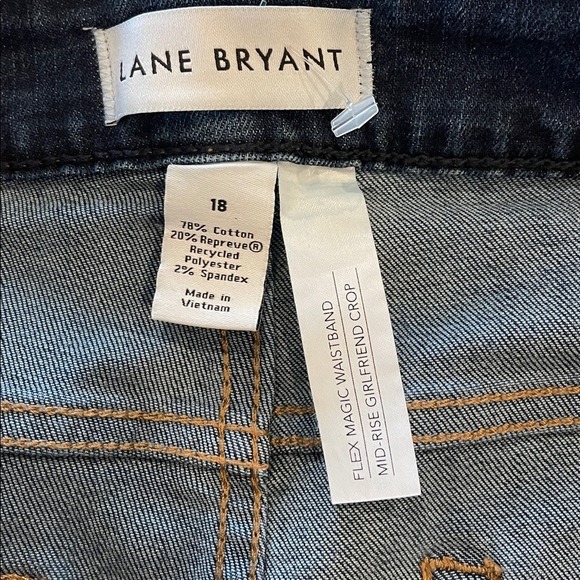 LANE BRYANT
18
78% Cotton
20% Repreve®
Recycled
Polyester
2% Spandex
Made in
Vietnam
FLEX MAGIC WAISTBAND
MID-RISE GIRLFRIEND CROP